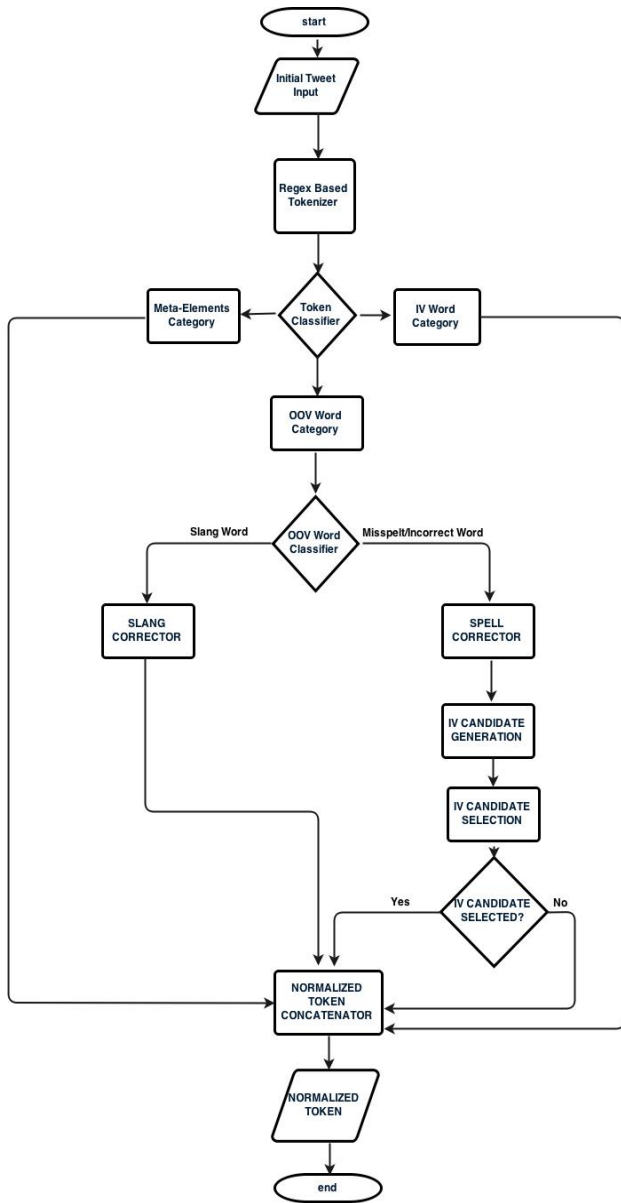 start
Initial Tweet
Input
Regex Based
Tokenizer
Meta-Elements
Category
Token
Classifier
IV Word
Category
OOV Word
Category
Slang Word
OOV Word
Classifier
Misspelt/Incorrect Word
SLANG
CORRECTOR
SPELL
CORRECTOR
IV CANDIDATE
GENERATION
IV CANDIDATE
SELECTION
Yes
IV CANDIDATE
SELECTED?
No
NORMALIZED
TOKEN
CONCATENATOR
NORMALIZED
TOKEN
end